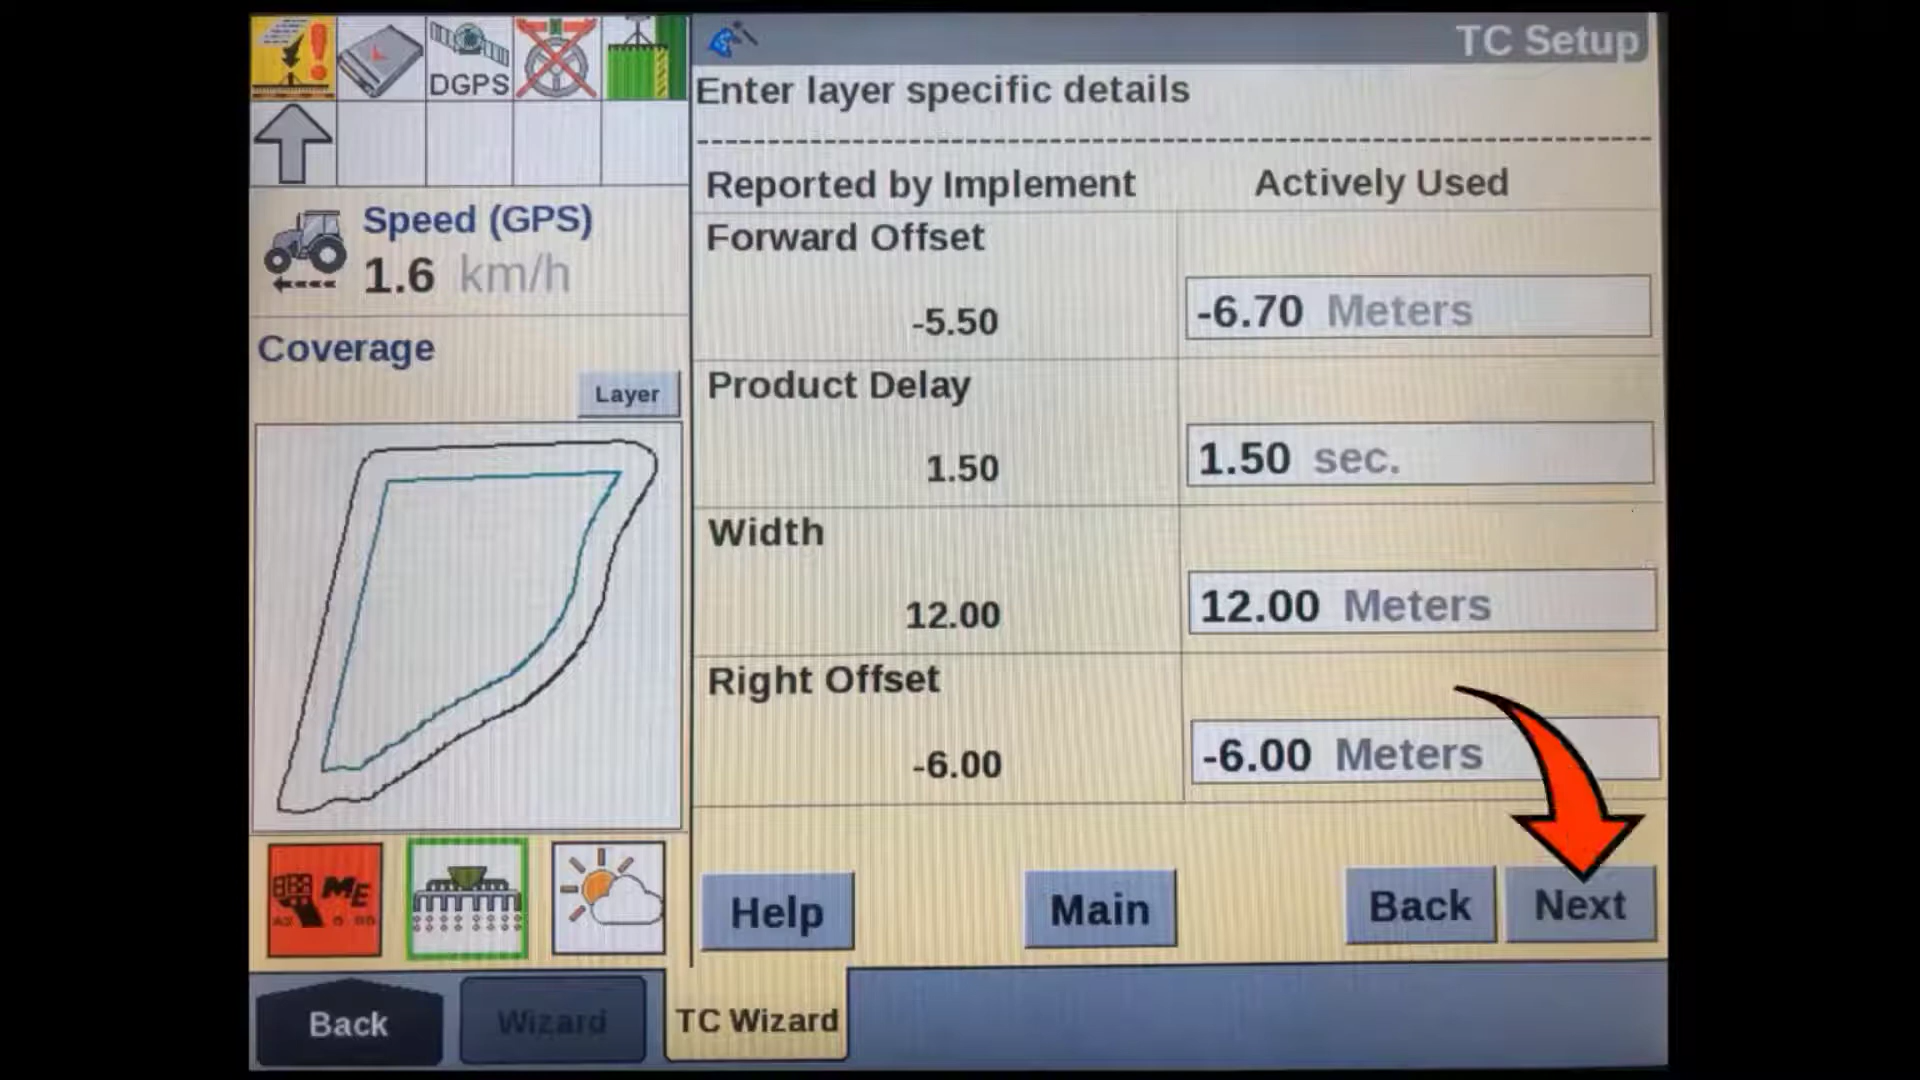 TC Setup
DGPS
Enter layer specific details
Reported by Implement
Actively Used
Speed (GPS)
1.6 km/h
Forward Offset
-5.50
-6.70 Meters
Coverage
Layer
Product Delay
1.50
1.50 sec.
Width
12.00
12.00 Meters
Right Offset
-6.00
-6.00 Meters
ME
Help
Main
Back
Next
Back
Wizard
TC Wizard